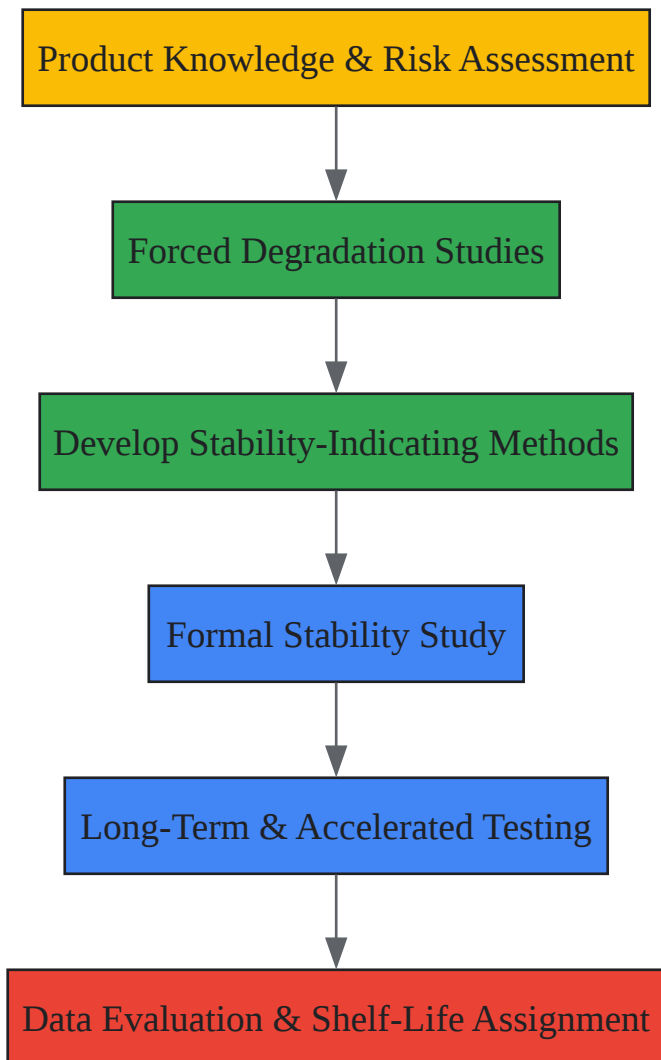 Product Knowledge & Risk Assessment
Forced Degradation Studies
Develop Stability-Indicating Methods
Formal Stability Study
Long-Term & Accelerated Testing
Data Evaluation & Shelf-Life Assignment